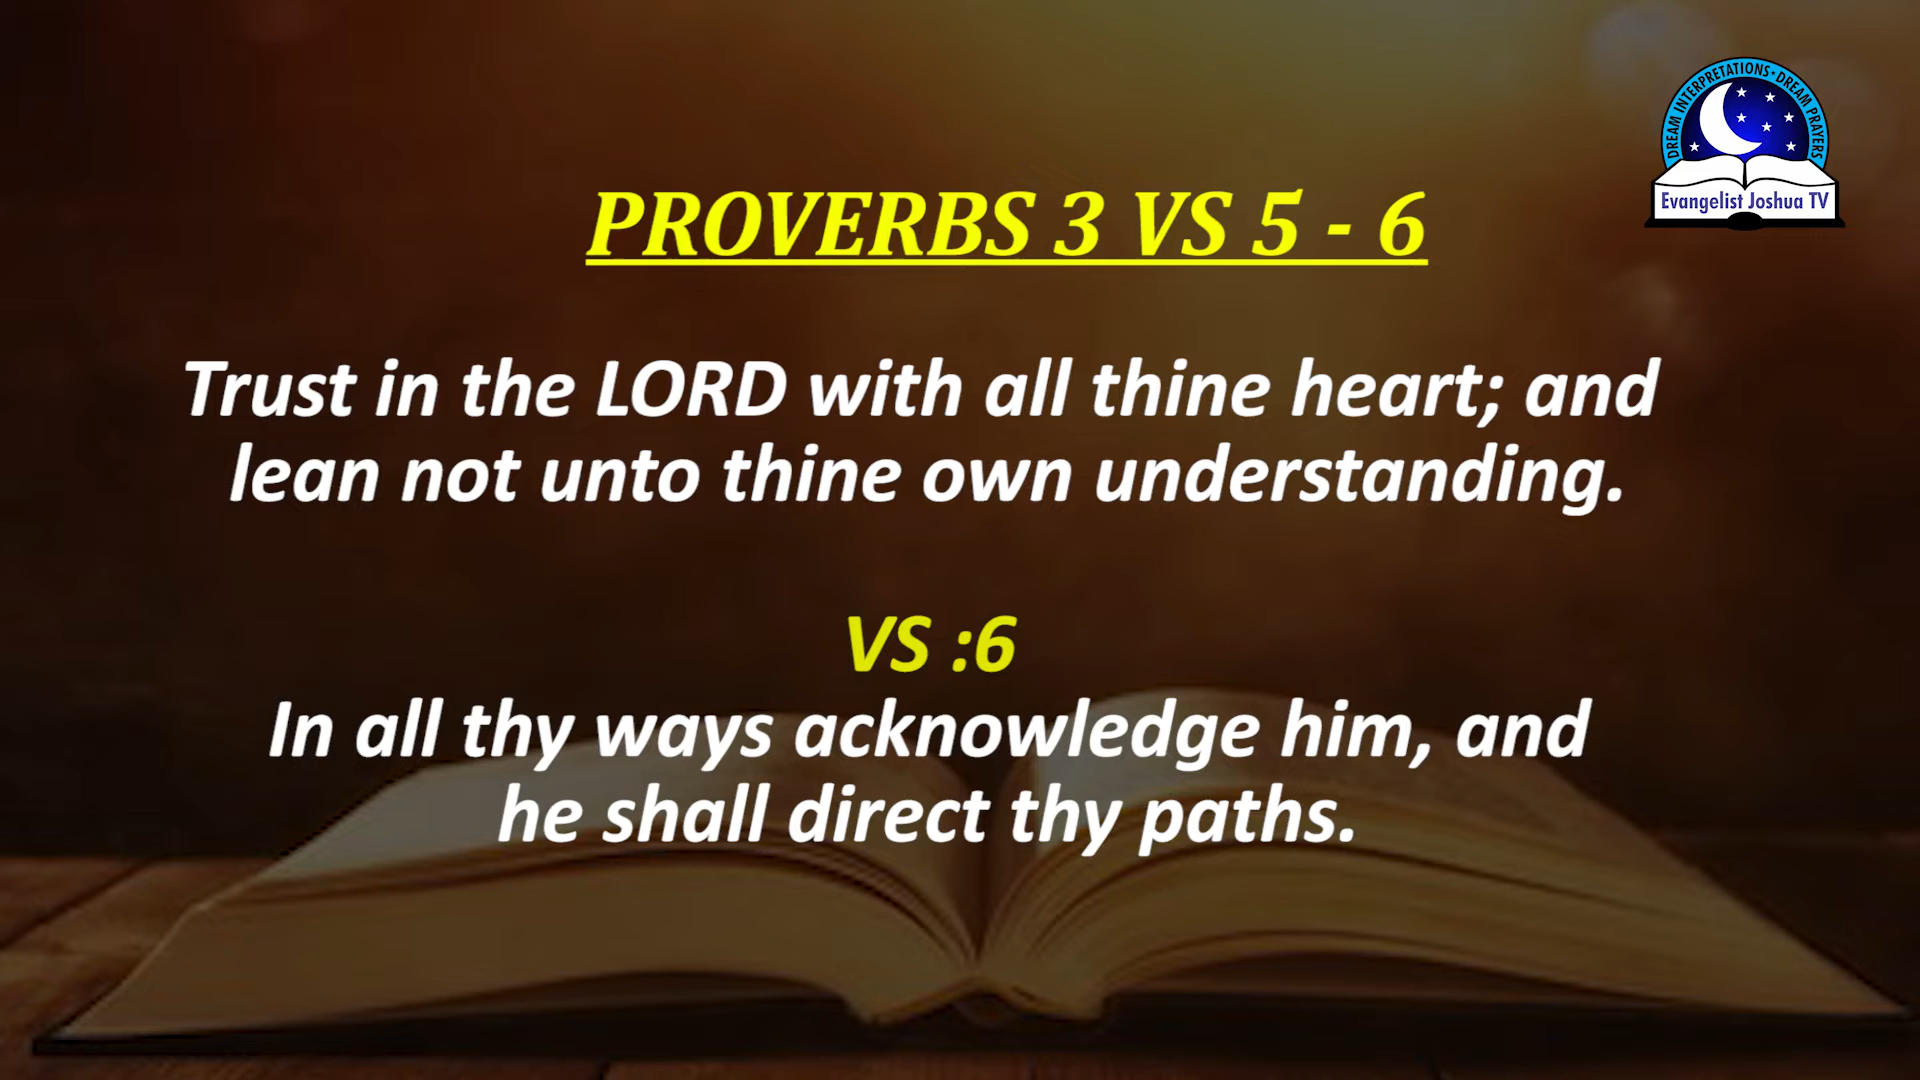 DREAM INTERPRETATIONS • DREAM PRAYERS
Evangelist Joshua TV
PROVERBS 3 VS 5 - 6
Trust in the LORD with all thine heart; and
lean not unto thine own understanding.
VS :6
In all thy ways acknowledge him, and
he shall direct thy paths.